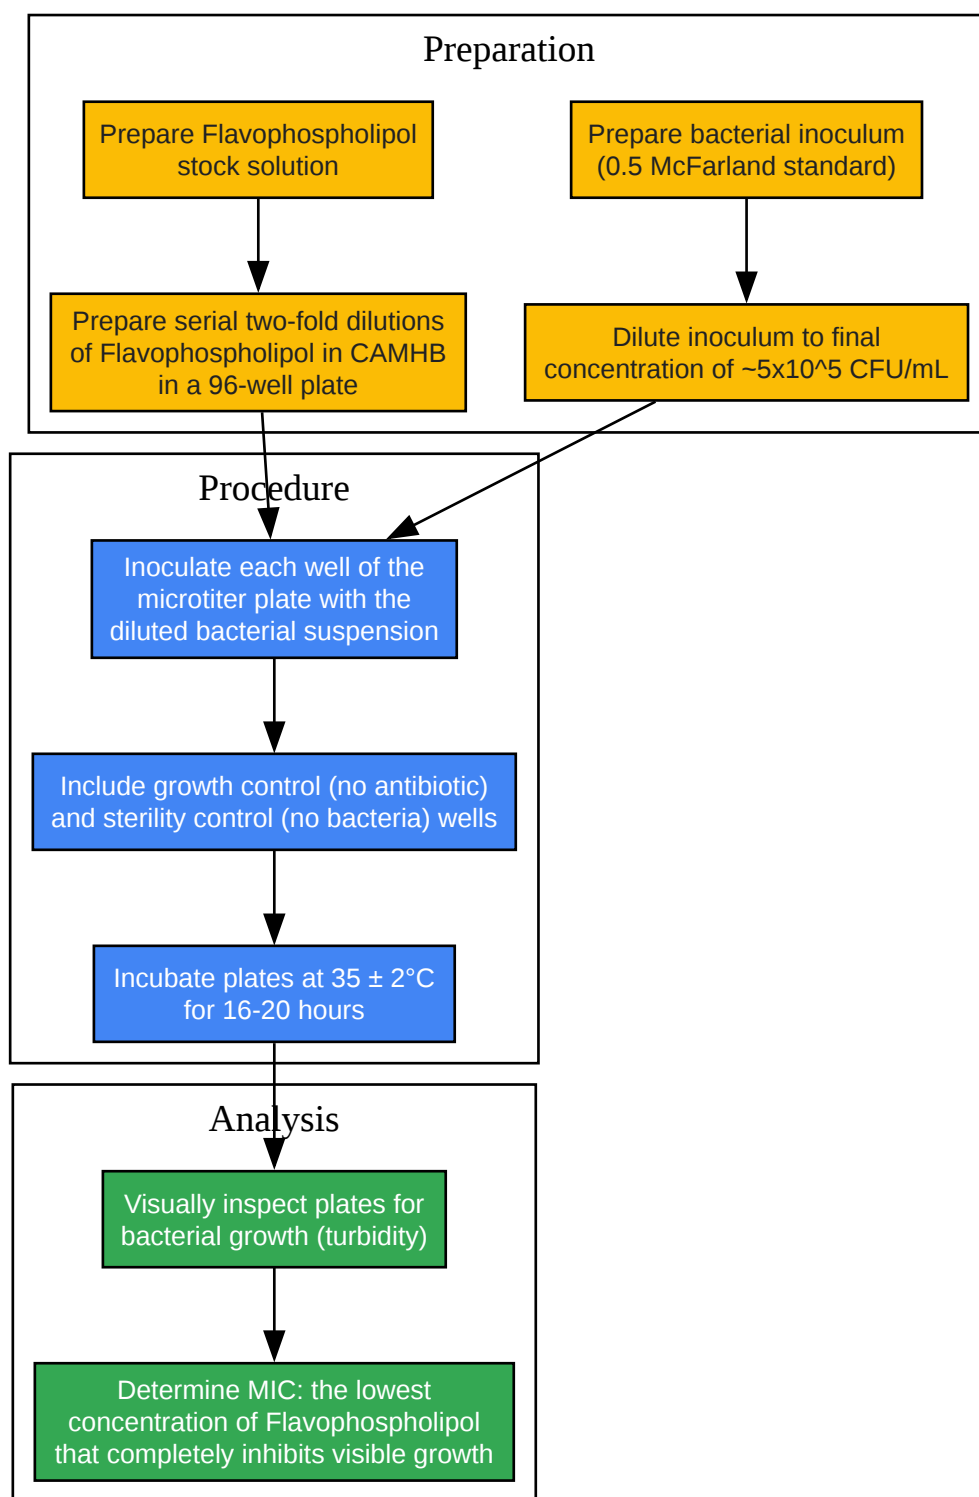 Preparation
Prepare Flavophospholipol
stock solution
Prepare bacterial inoculum
(0.5 McFarland standard)
Prepare serial two-fold dilutions
of Flavophospholipol in CAMHB
in a 96-well plate
Dilute inoculum to final
concentration of ~5x10^5 CFU/mL
Procedure
Inoculate each well of the
microtiter plate with the
diluted bacterial suspension
Include growth control (no antibiotic)
and sterility control (no bacteria) wells
Incubate plates at 35 ± 2°C
for 16-20 hours
Analysis
Visually inspect plates for
bacterial growth (turbidity)
Determine MIC: the lowest
concentration of Flavophospholipol
that completely inhibits visible growth